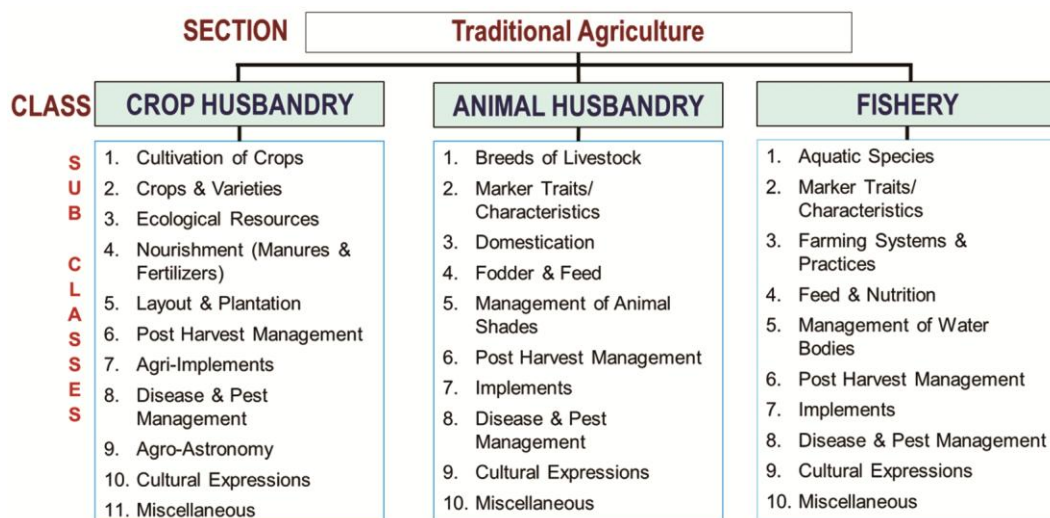 SECTION Traditional Agriculture
CLASS CROP HUSBANDRY ANIMAL HUSBANDRY FISHERY
SUB CLASSSES
1. Cultivation of Crops
2. Crops & Varieties
3. Ecological Resources
4. Nourishment (Manures &
Fertilizers)
5. Layout & Plantation
6. Post Harvest Management
7. Agri-Implements
8. Disease & Pest
Management
9. Agro-Astronomy
10. Cultural Expressions
11. Miscellaneous
1. Breeds of Livestock
2. Marker Traits/
Characteristics
3. Domestication
4. Fodder & Feed
5. Management of Animal
Shades
6. Post Harvest Management
7. Implements
8. Disease & Pest
Management
9. Cultural Expressions
10. Miscellaneous
1. Aquatic Species
2. Marker Traits/
Characteristics
3. Farming Systems &
Practices
4. Feed & Nutrition
5. Management of Water
Bodies
6. Post Harvest Management
7. Implements
8. Disease & Pest Management
9. Cultural Expressions
10. Miscellaneous